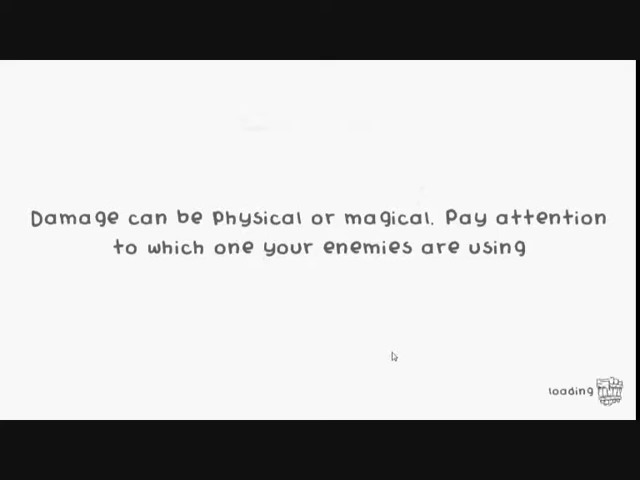 Damage can be physical or magical. Pay attention
to which one your enemies are using
loading